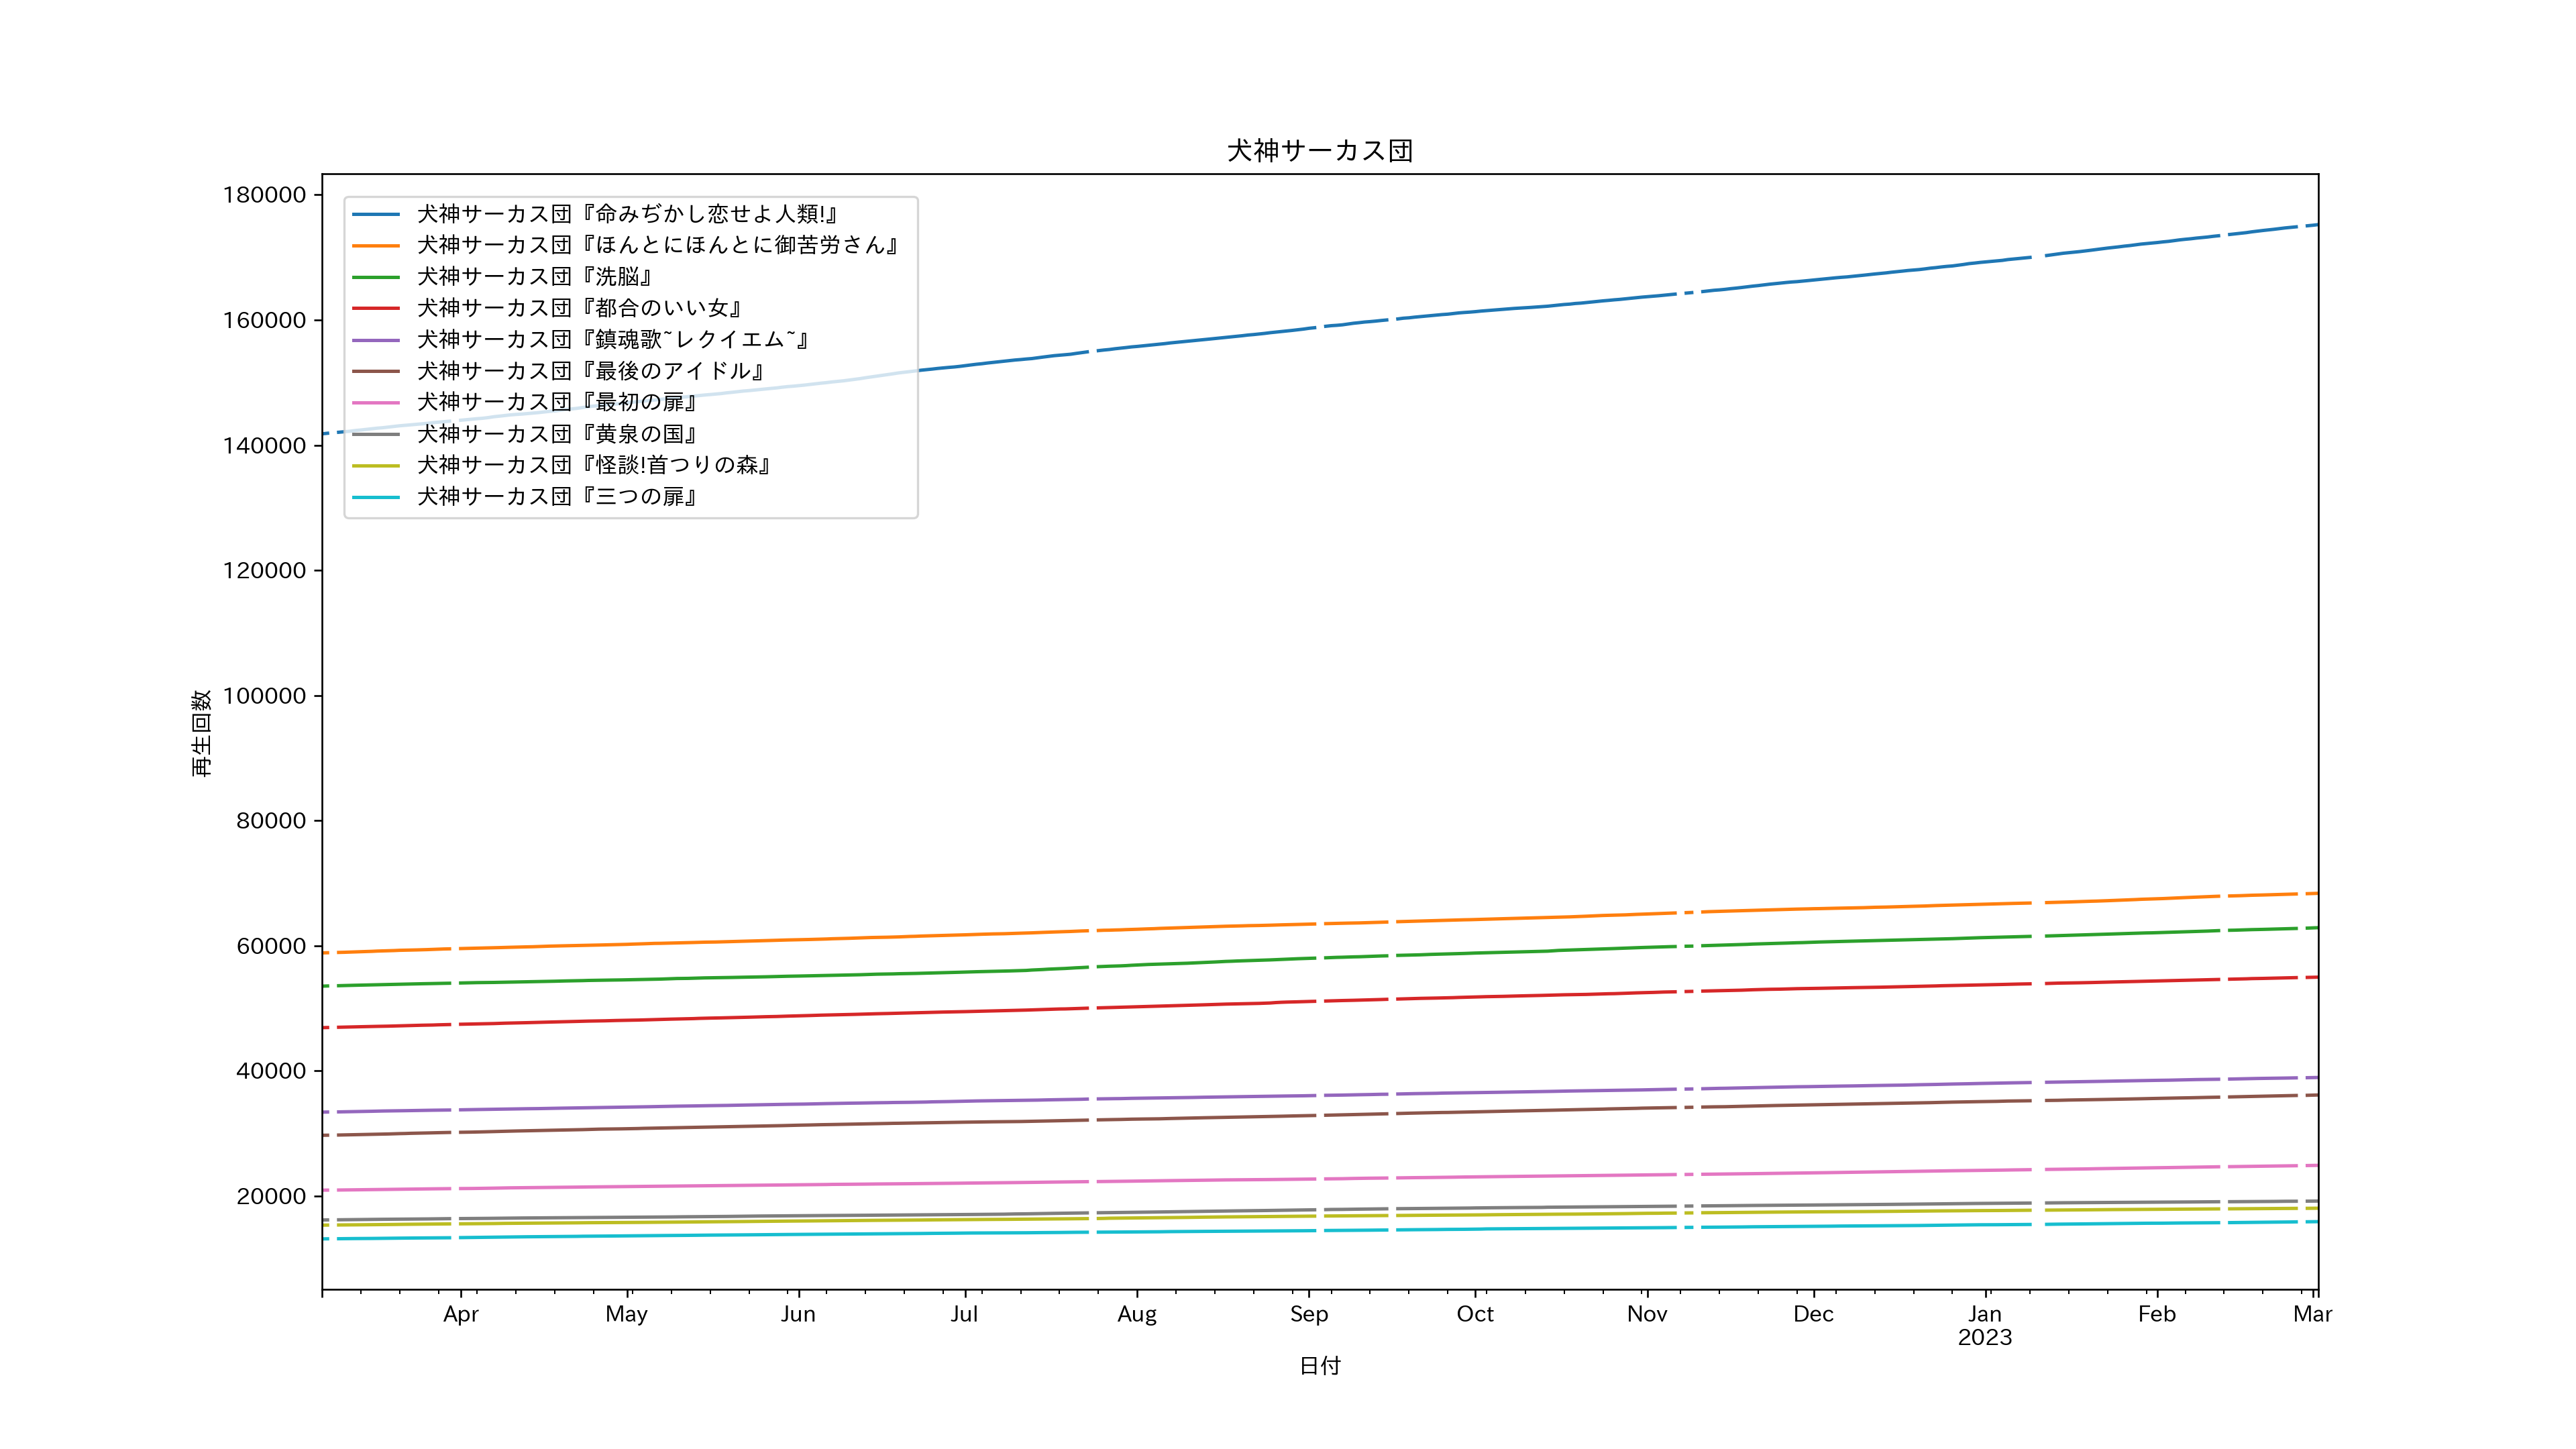 犬神サーカス団
180000
160000
140000
120000
100000
80000
60000
40000
20000
再生回数
犬神サーカス団『命みぢかし恋せよ人類!』
犬神サーカス団『ほんとにほんとに御苦労さん』
犬神サーカス団『洗脳』
犬神サーカス団『都合のいい女』
犬神サーカス団『鎮魂歌~レクイエム~』
犬神サーカス団『最後のアイドル』
犬神サーカス団『最初の扉』
犬神サーカス団『黄泉の国』
犬神サーカス団『怪談!首つりの森』
犬神サーカス団『三つの扉』
Apr May Jun Jul Aug Sep Oct Nov Dec Jan Feb Mar
2023
日付